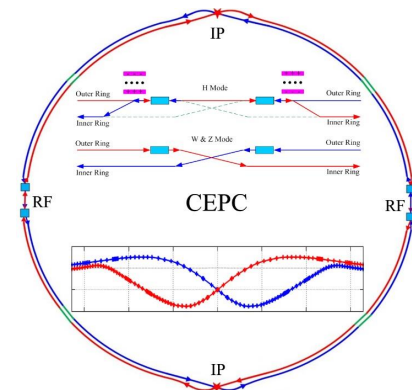 IP
H Mode
Outer Ring
Outer Ring
Inner Ring
Inner Ring
W & Z Mode
Outer Ring
Outer Ring
Inner Ring
Inner Ring
RF
CEPC
RF
IP